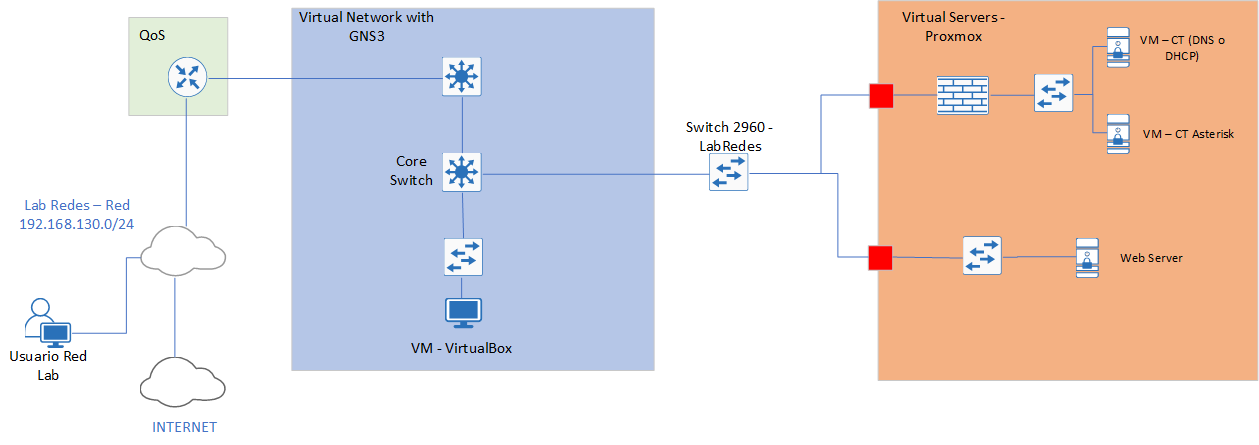 QoS
Virtual Network with
GNS3
Virtual Servers -
Proxmox
VM – CT (DNS o
DHCP)
Switch 2960 -
LabRedes
VM – CT Asterisk
Core
Switch
Lab Redes – Red
192.168.130.0/24
Web Server
Usuario Red
Lab
VM - VirtualBox
INTERNET